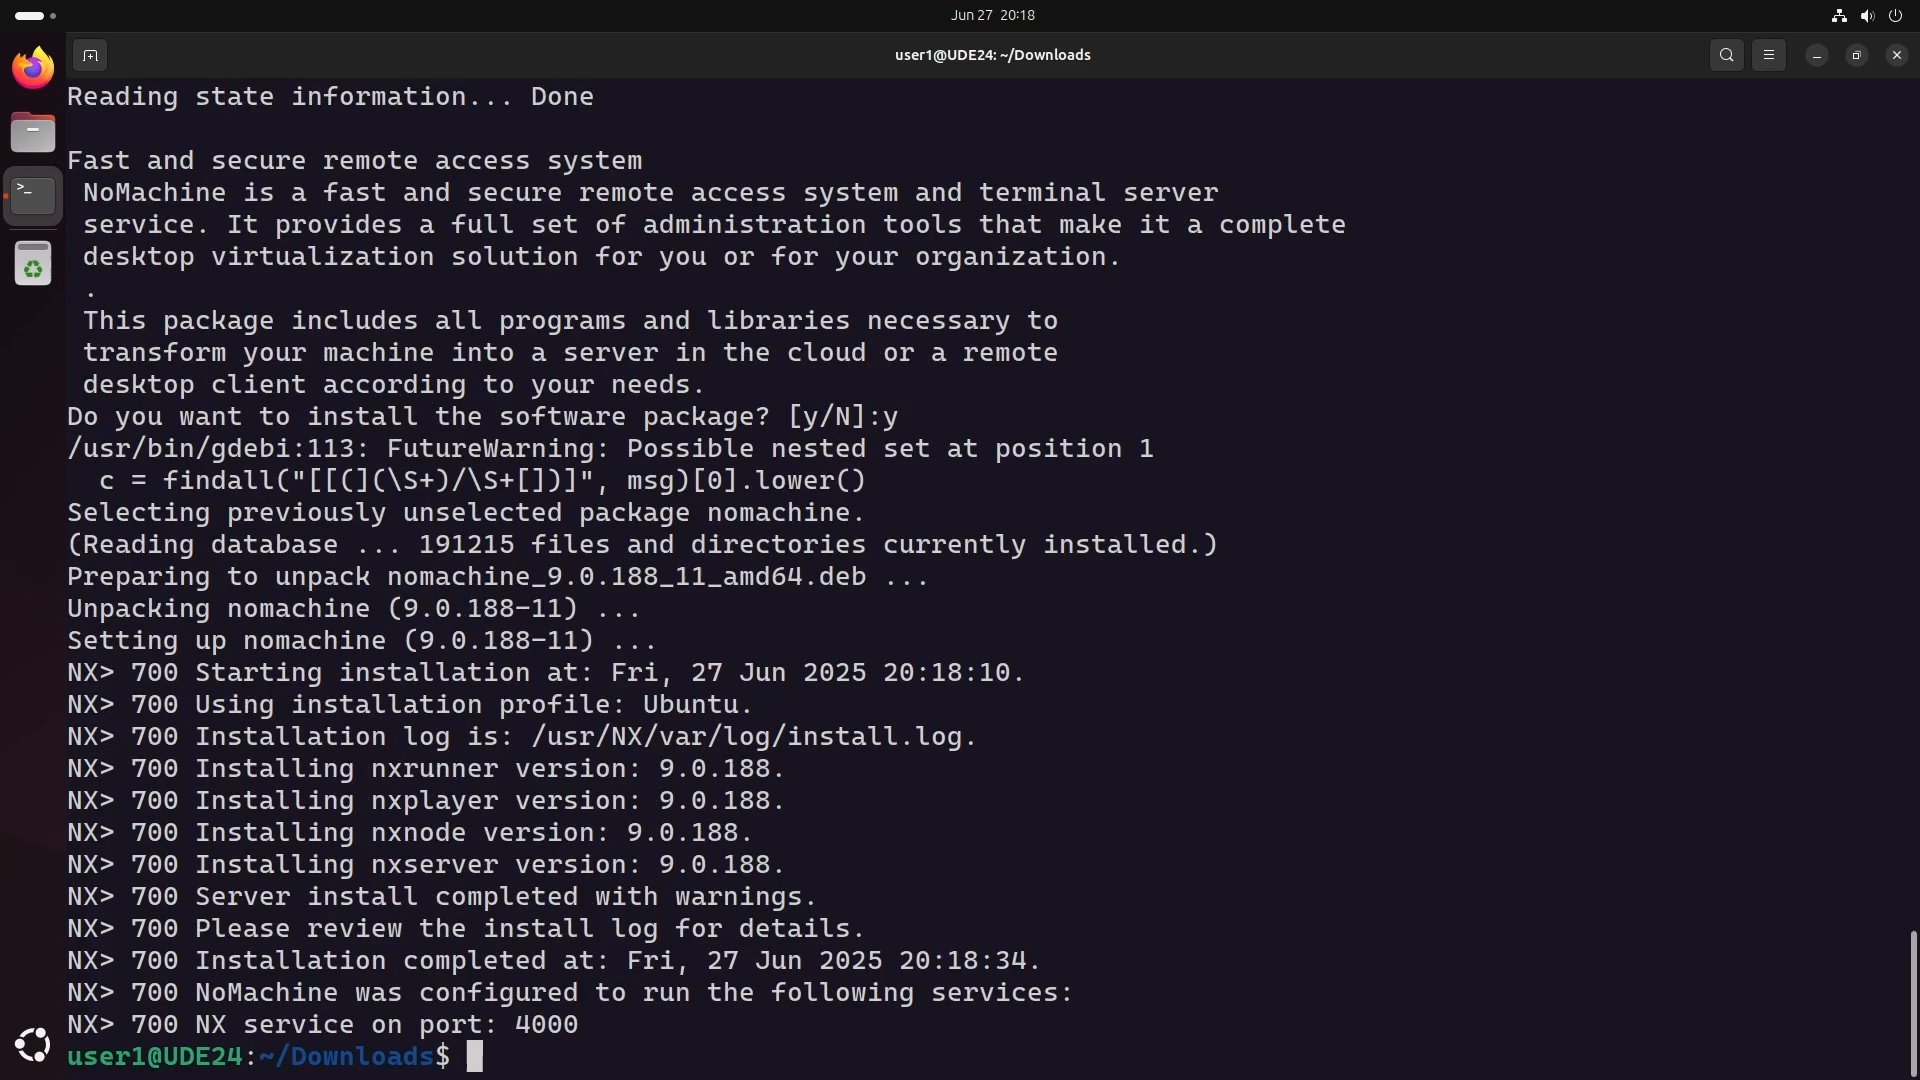 Jun 27 20:18
user1@UDE24: ~/Downloads
Reading state information... Done
Fast and secure remote access system
NoMachine is a fast and secure remote access system and terminal server
service. It provides a full set of administration tools that make it a complete
desktop virtualization solution for you or for your organization.
.
This package includes all programs and libraries necessary to
transform your machine into a server in the cloud or a remote
desktop client according to your needs.
Do you want to install the software package? [y/N]:y
/usr/bin/gdebi:113: FutureWarning: Possible nested set at position 1
c = findall("[[(](\S+)/\S+[])]", msg)[0].lower()
Selecting previously unselected package nomachine.
(Reading database ... 191215 files and directories currently installed.)
Preparing to unpack nomachine_9.0.188_11_amd64.deb ...
Unpacking nomachine (9.0.188-11) ...
Setting up nomachine (9.0.188-11) ...
NX> 700 Starting installation at: Fri, 27 Jun 2025 20:18:10.
NX> 700 Using installation profile: Ubuntu.
NX> 700 Installation log is: /usr/NX/var/log/install.log.
NX> 700 Installing nxrunner version: 9.0.188.
NX> 700 Installing nxplayer version: 9.0.188.
NX> 700 Installing nxnode version: 9.0.188.
NX> 700 Installing nxserver version: 9.0.188.
NX> 700 Server install completed with warnings.
NX> 700 Please review the install log for details.
NX> 700 Installation completed at: Fri, 27 Jun 2025 20:18:34.
NX> 700 NoMachine was configured to run the following services:
NX> 700 NX service on port: 4000
user1@UDE24:~/Downloads$